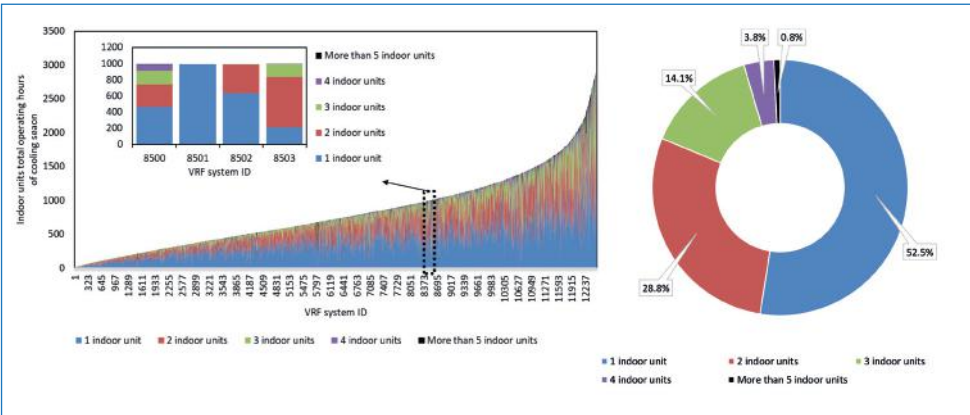 3500
3000
2500
2000
1500
1000
500
0
Indoor units total operating hours
of cooling seaon
1200
1000
800
600
400
200
0
8500 8501 8502 8503
VRF system ID
More than 5 indoor units
4 indoor units
3 indoor units
2 indoor units
1 indoor unit
1 323 645 967 1289 1611 1933 2255 2577 2899 3221 3543 3865 4187 4509 4831 5153 5475 5797 6119 6441 6763 7085 7407 7729 8051 8373 8695 9017 9339 9661 9983 10305 10627 10949 11271 11593 11915 12237
VRF system ID
1 indoor unit 2 indoor units 3 indoor units 4 indoor units More than 5 indoor units
3.8% 0.8%
14.1%
52.5%
28.8%
1 indoor unit 2 indoor units 3 indoor units
4 indoor units More than 5 indoor units